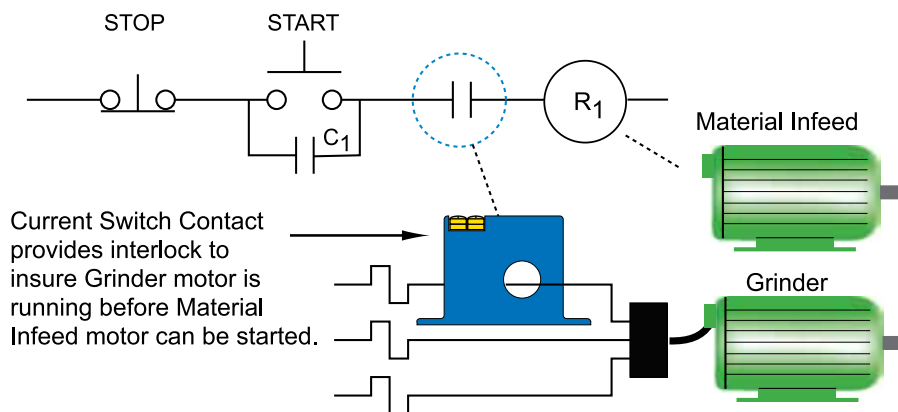 STOP
START
C1
R1
Material Infeed
Current Switch Contact
provides interlock to
insure Grinder motor is
running before Material
Infeed motor can be started.
Grinder